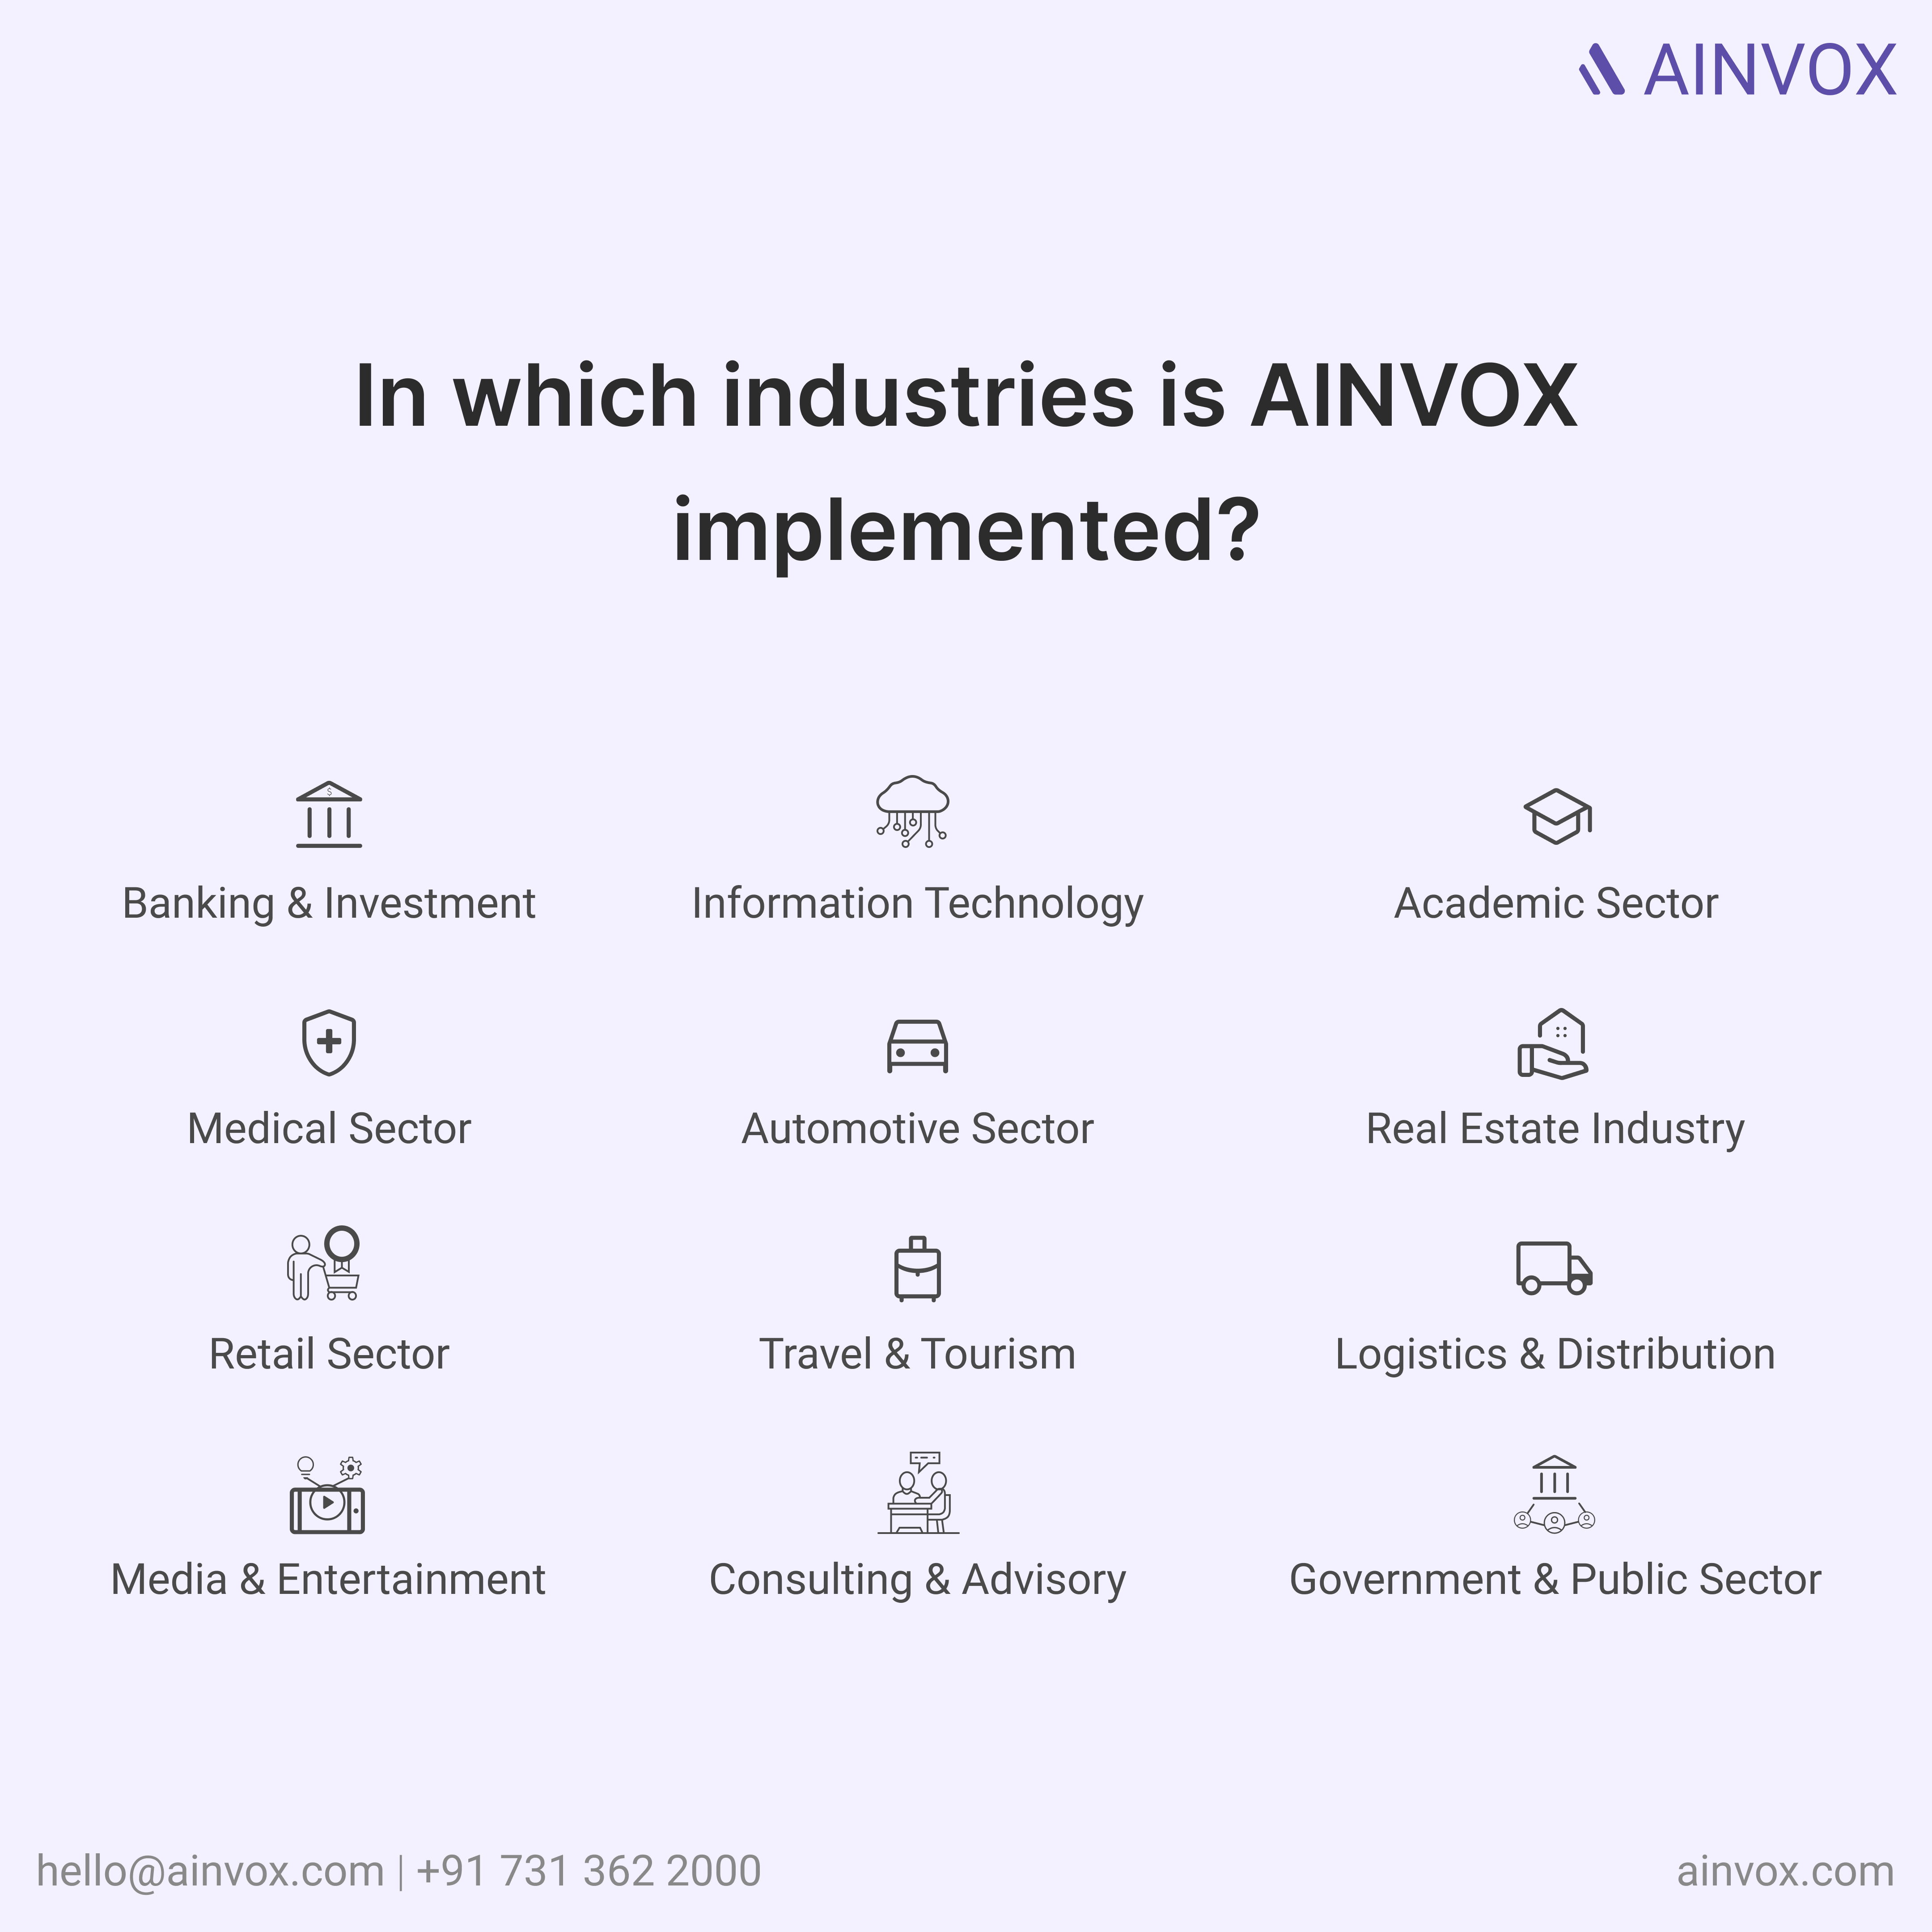 AINVOX
In which industries is AINVOX
implemented?
$
Banking & Investment
Information Technology
Academic Sector
Medical Sector
Automotive Sector
Real Estate Industry
Retail Sector
Travel & Tourism
Logistics & Distribution
Media & Entertainment
Consulting & Advisory
Government & Public Sector
hello@ainvox.com | +91 731 362 2000
ainvox.com